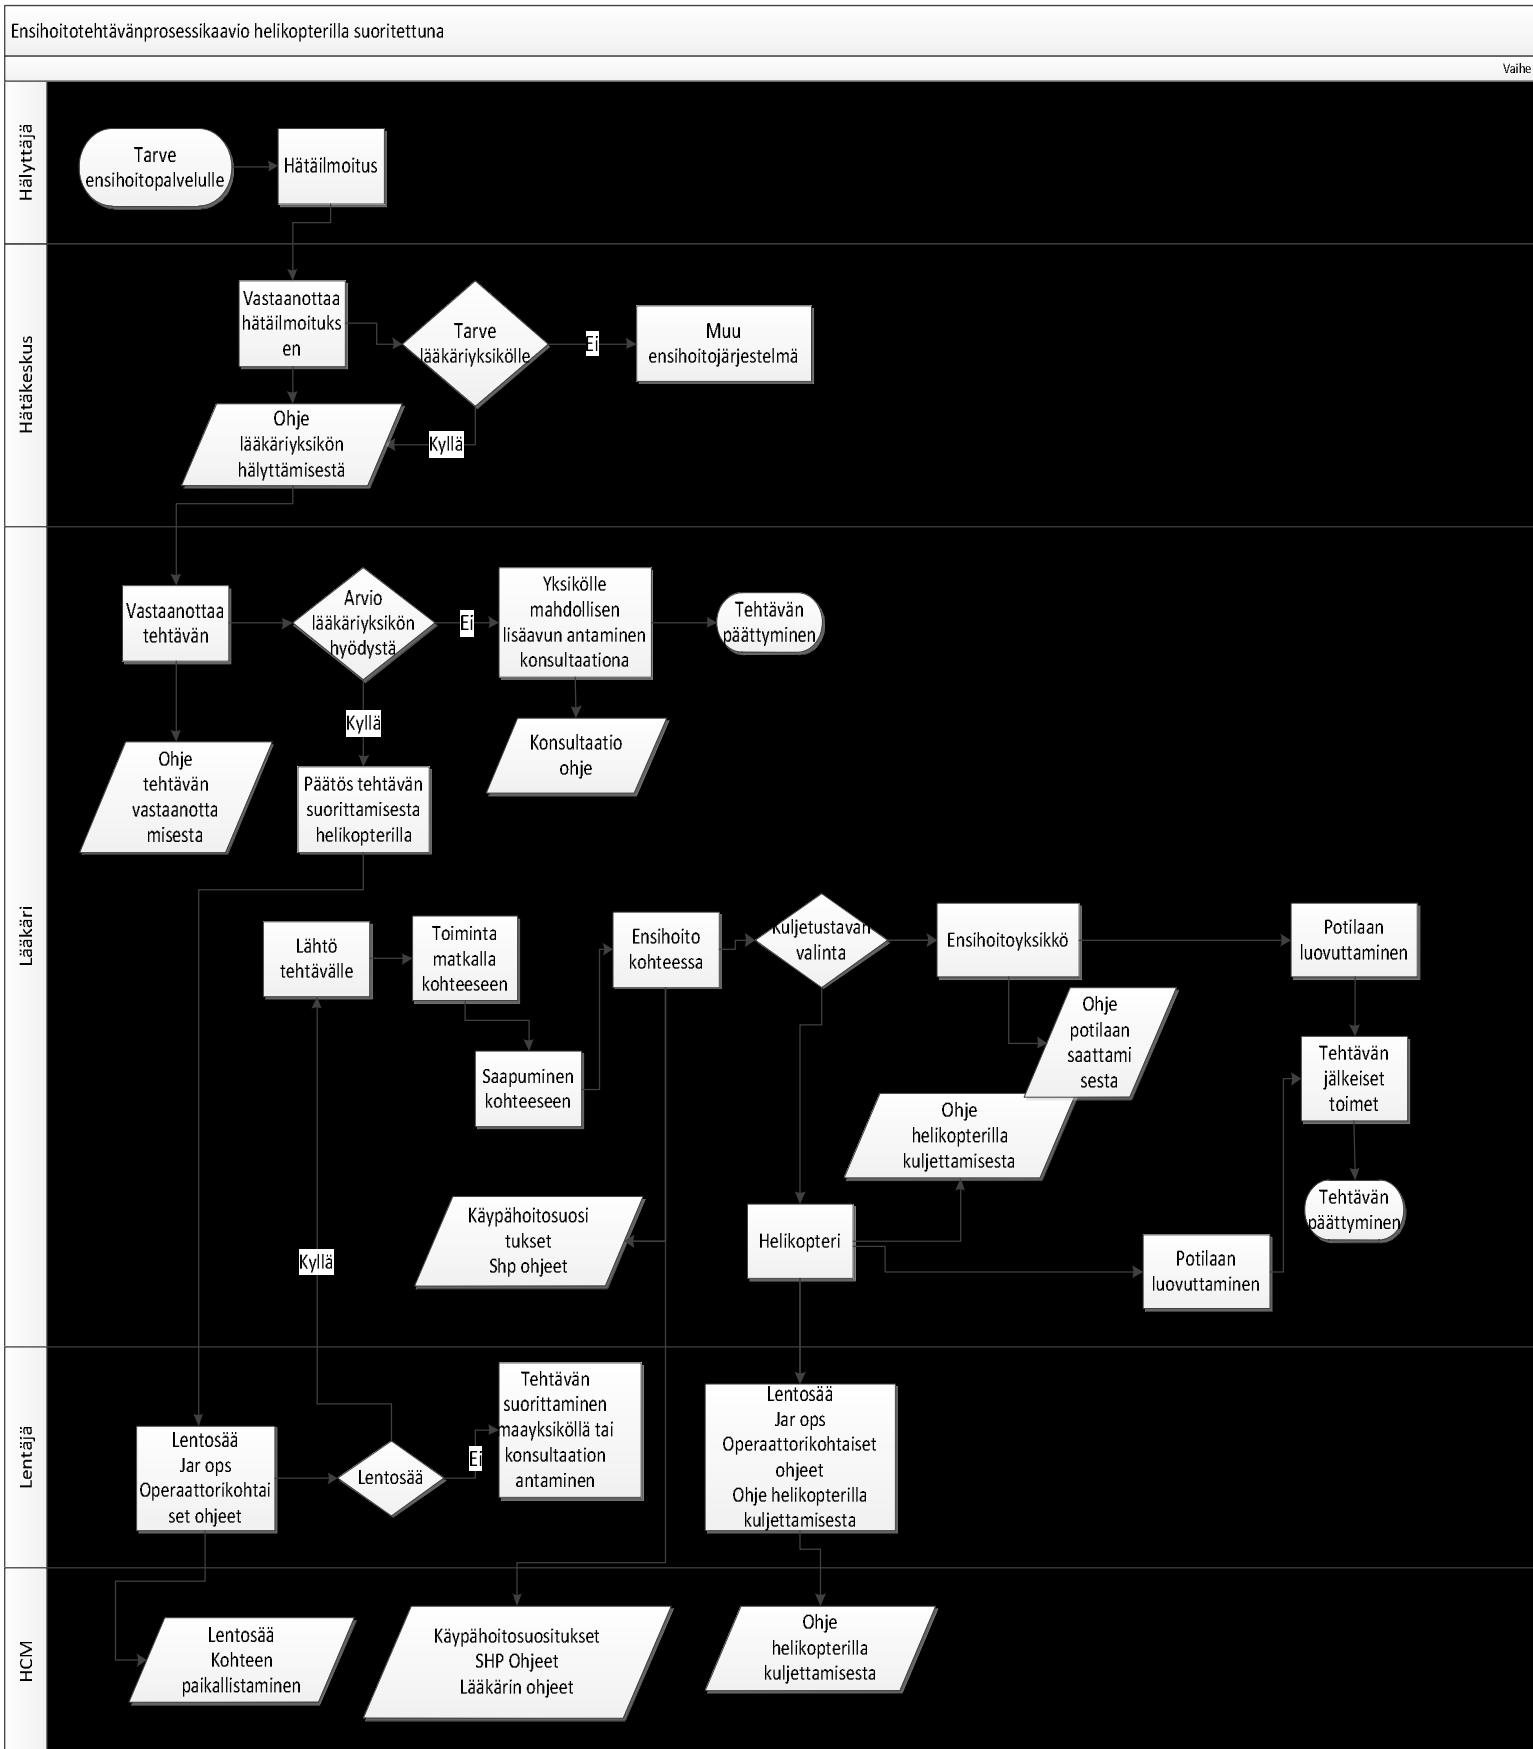 Ensihoitotehtävänprosessikaavio helikopterilla suoritettuna
Vaihe
Hälyttäjä
Tarve
ensihoitopalvelulle
Hätäilmoitus
Hätäkeskus
Vastaanottaa
hätäilmoituks
en
Tarve
lääkäriyksikölle
Ei
Muu
ensihoitojärjestelmä
Ohje
lääkäriyksikön
hälyttämisestä
Kyllä
Lääkäri
Vastaanottaa
tehtävän
Arvio
lääkäriyksikön
hyödystä
Ei
Yksikölle
mahdollisen
lisäavun antaminen
konsultaationa
Tehtävän
päättyminen
Kyllä
Konsultaatio
ohje
Ohje
tehtävän
vastaanotta
misesta
Päätös tehtävän
suorittamisesta
helikopterilla
Lähtö
tehtävälle
Toiminta
matkalla
kohteeseen
Ensihoito
kohteessa
Kuljetustavan
valinta
Ensihoitoyksikkö
Potilaan
luovuttaminen
Saapuminen
kohteeseen
Ohje
potilaan
saattami
sesta
Tehtävän
jälkeiset
toimet
Ohje
helikopterilla
kuljettamisesta
Käypähoitosuosi
tukset
Shp ohjeet
Helikopteri
Tehtävän
päättyminen
Potilaan
luovuttaminen
Kyllä
Lentäjä
Lentosää
Jar ops
Operaattorikohtai
set ohjeet
Lentosää
Ei
Tehtävän
suorittaminen
maayksiköllä tai
konsultaation
antaminen
Lentosää
Jar ops
Operaattorikohtaiset
ohjeet
Ohje helikopterilla
kuljettamisesta
HCM
Lentosää
Kohteen
paikallistaminen
Käypähoitosuositukset
SHP Ohjeet
Lääkärin ohjeet
Ohje
helikopterilla
kuljettamisesta